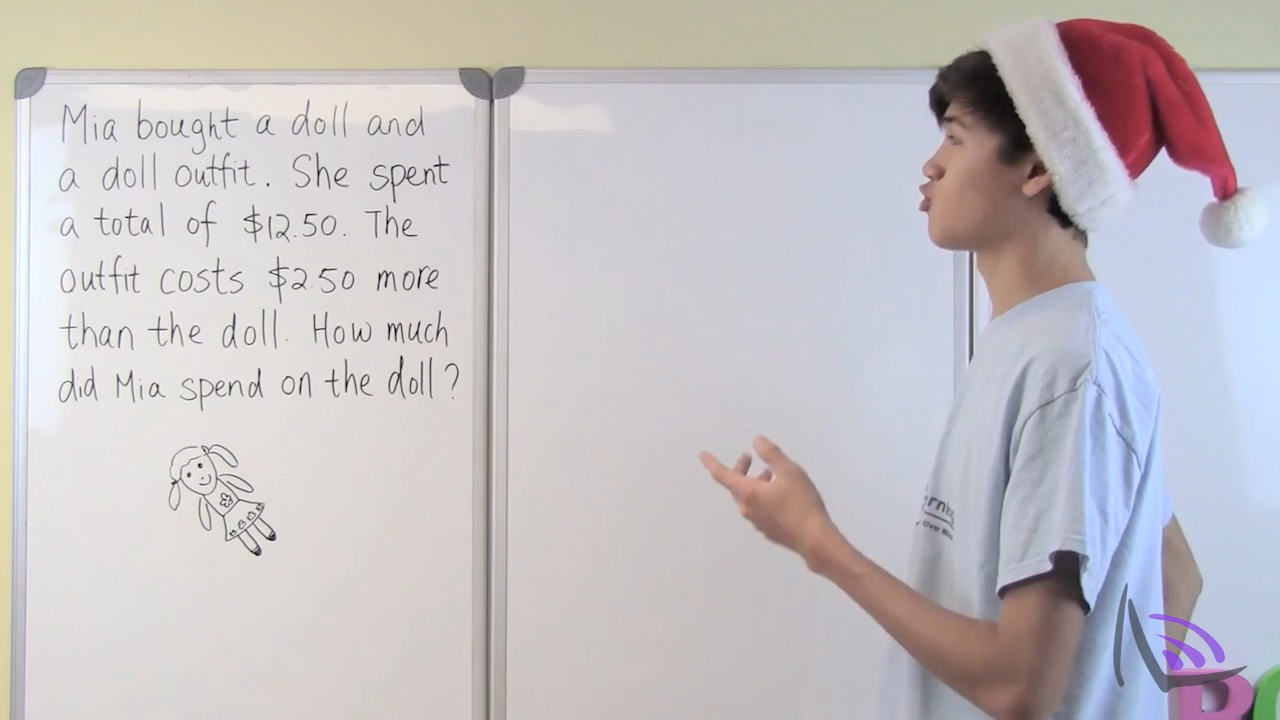 Mia bought a doll and
a doll outfit. She spent
a total of $12.50. The
outfit costs $2.50 more
than the doll. How much
did Mia spend on the doll?